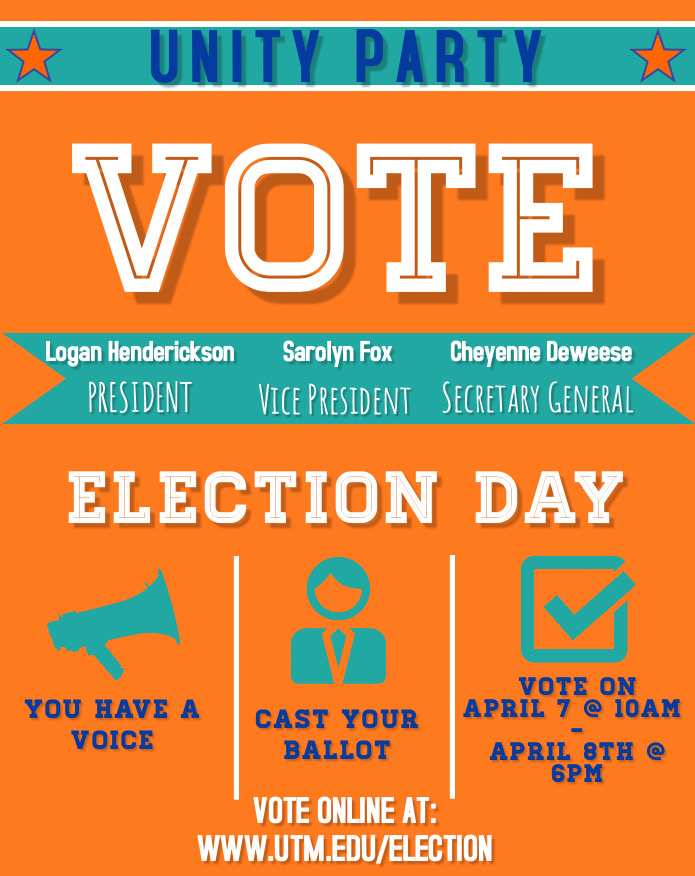 UNITY PARTY
VOTE
Logan Henderickson Sarolyn Fox Cheyenne Deweese
PRESIDENT VICE PRESIDENT SECRETARY GENERAL
ELECTION DAY
YOU HAVE A
VOICE
CAST YOUR
BALLOT
VOTE ON
APRIL 7 @ 10AM
-
APRIL 8TH @
6PM
VOTE ONLINE AT:
WWW.UTM.EDU/ELECTION